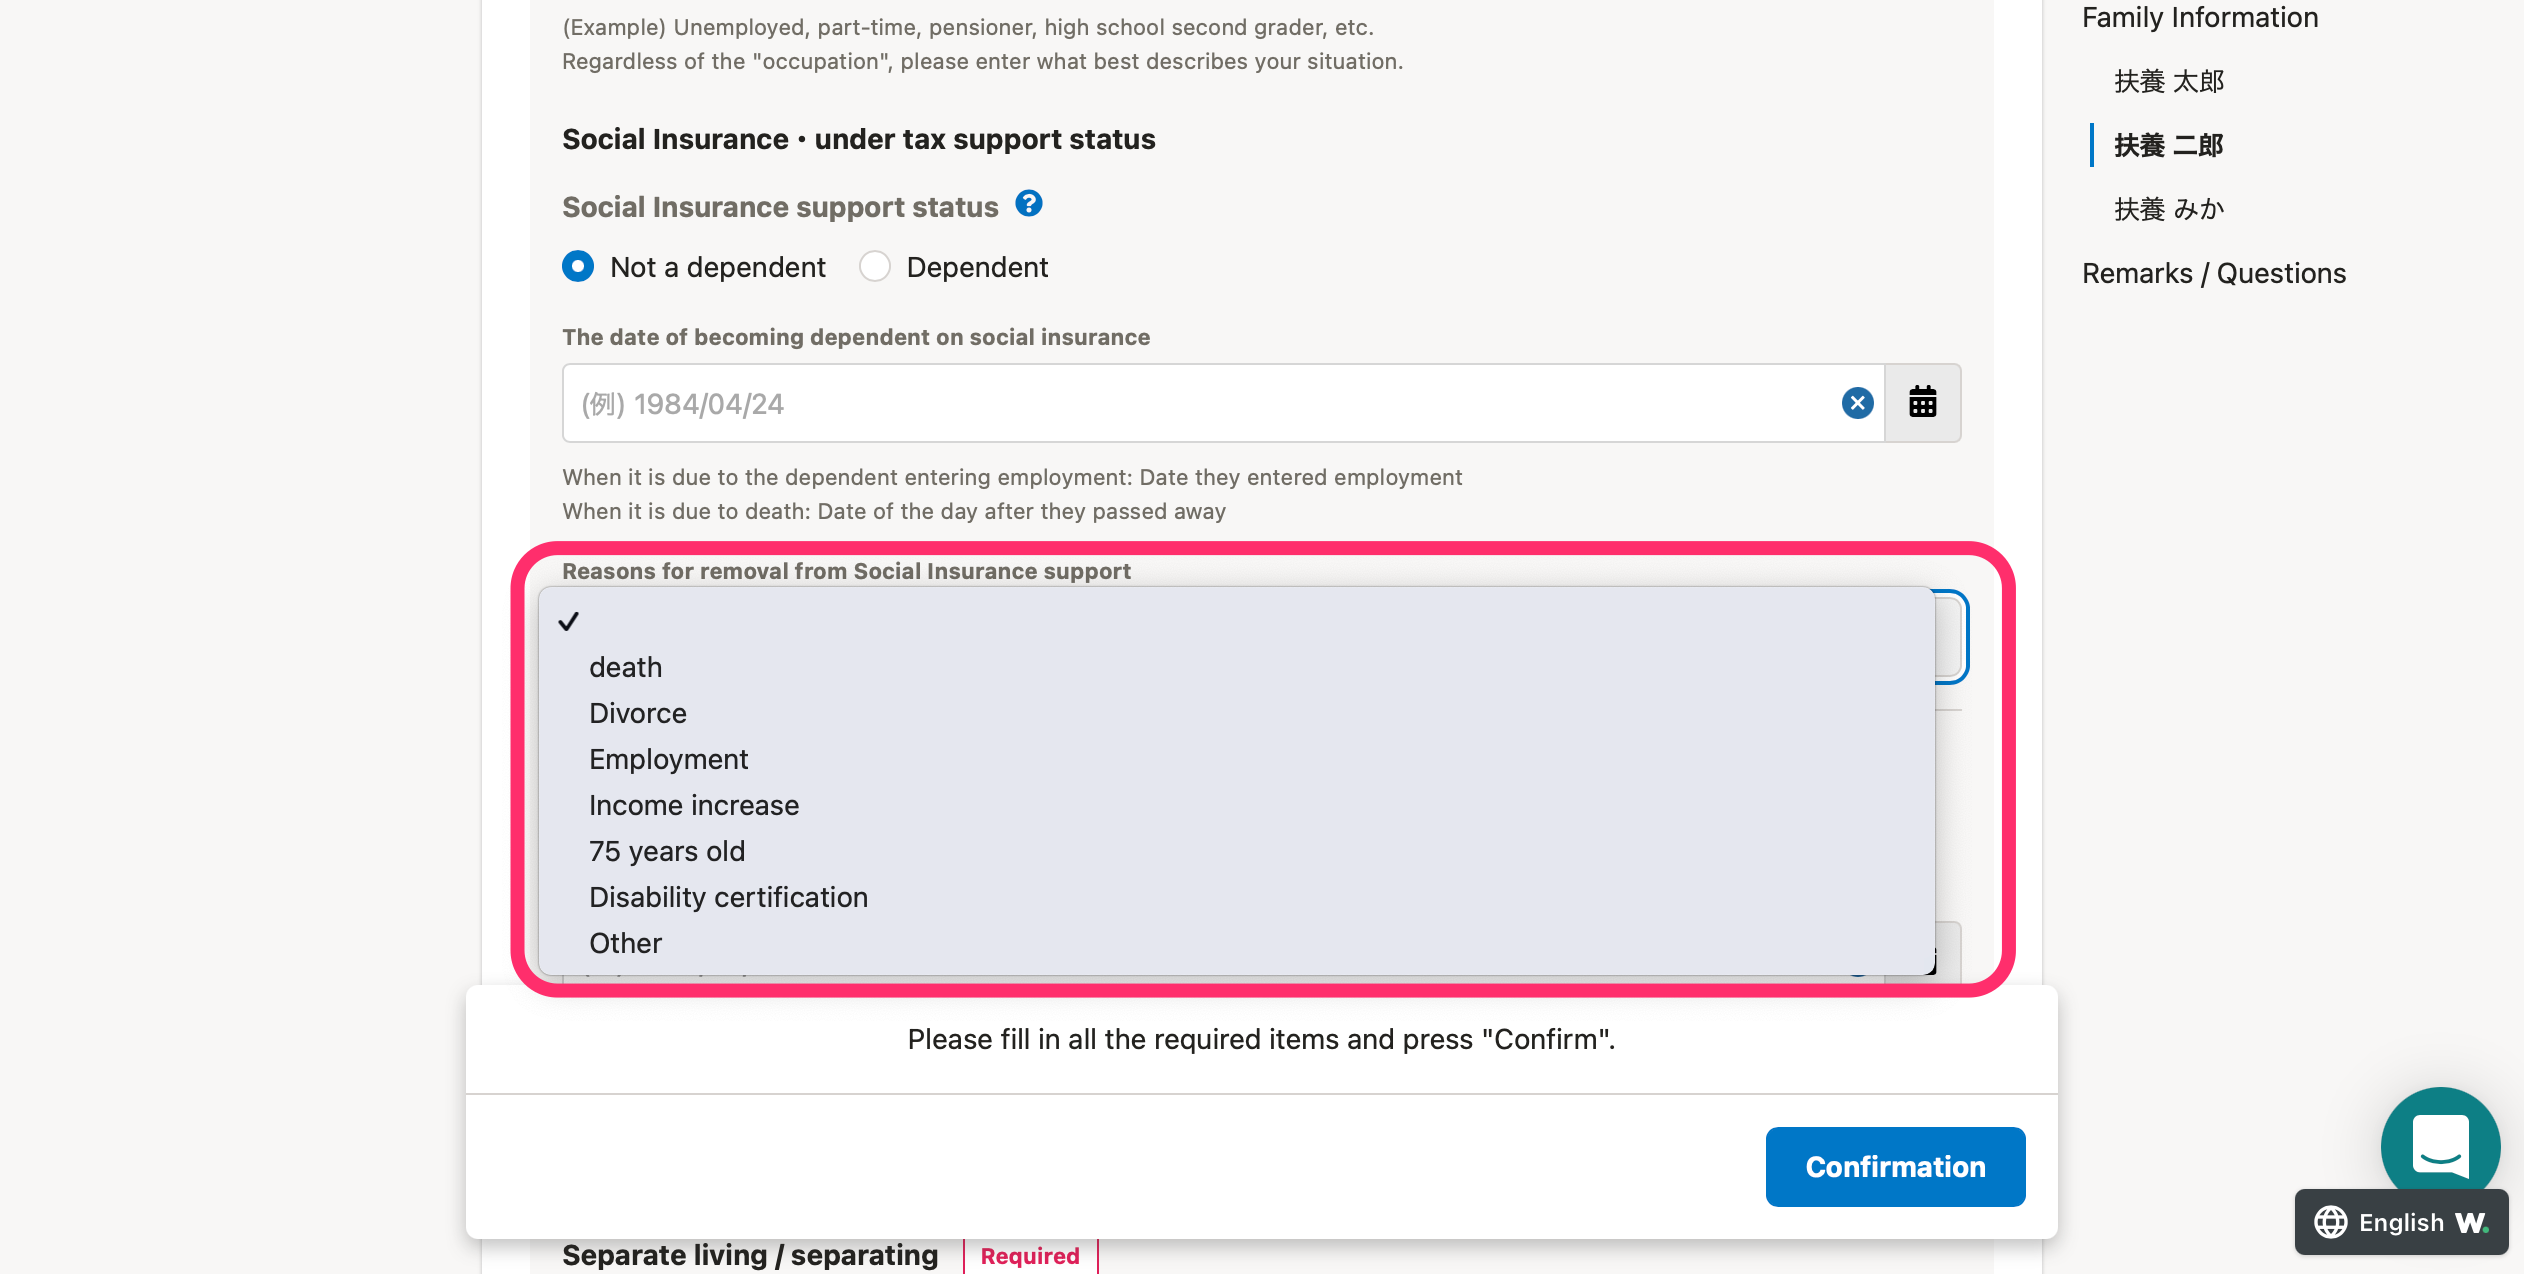 (Example) Unemployed, part-time, pensioner, high school second grader, etc.
Regardless of the "occupation", please enter what best describes your situation.
Social Insurance・under tax support status
Social Insurance support status
Not a dependent
Dependent
The date of becoming dependent on social insurance
(例) 1984/04/24
When it is due to the dependent entering employment: Date they entered employment
When it is due to death: Date of the day after they passed away
Reasons for removal from Social Insurance support
death
Divorce
Employment
Income increase
75 years old
Disability certification
Other
Please fill in all the required items and press "Confirm".
Confirmation
Separate living / separating
Required
Family Information
扶養 太郎
扶養 二郎
扶養 みか
Remarks / Questions
English W.